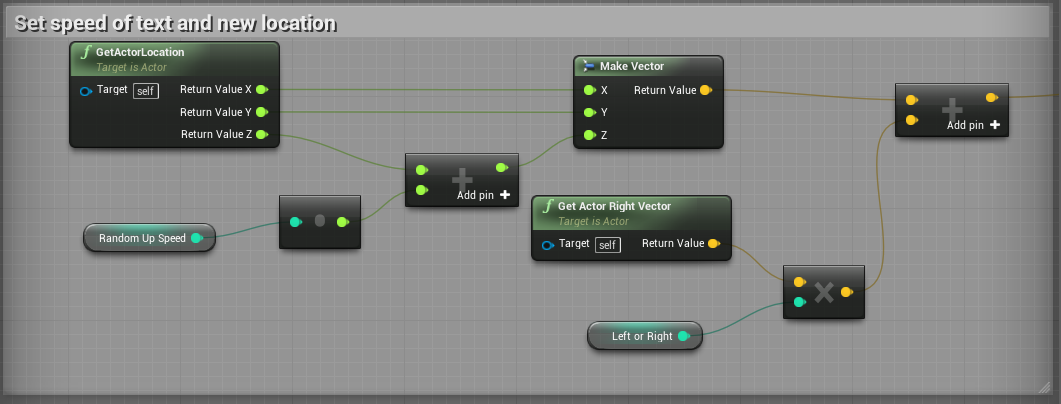 Set speed of text and new location
f GetActorLocation
Target is Actor
Target self
Return Value X
Return Value Y
Return Value Z
Make Vector
X
Return Value
Y
Z
Add pin +
Add pin +
Random Up Speed
f Get Actor Right Vector
Target is Actor
Target self
Return Value
Left or Right